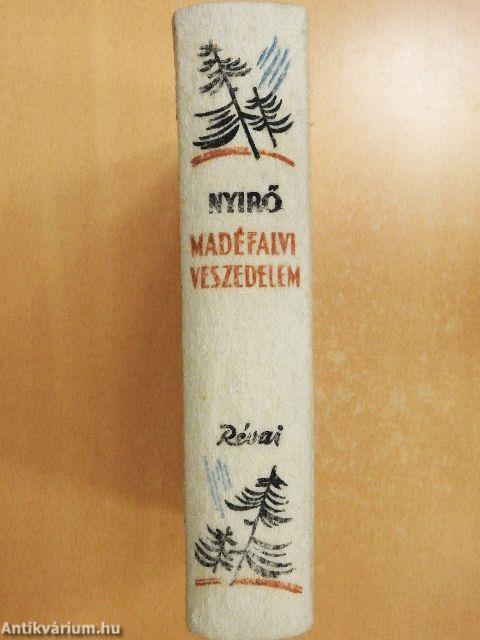 NYIRŐ
MADÉFALVI
VESZEDELEM
Révai
Antikvárium.hu